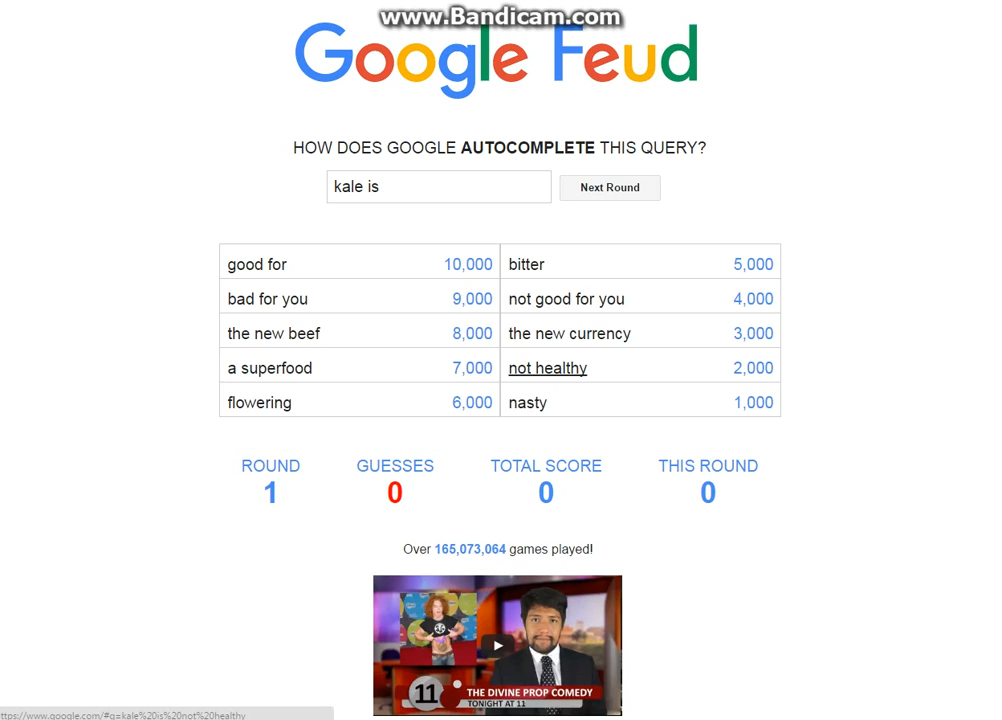 www.Bandicam.com
Google Feud
HOW DOES GOOGLE AUTOCOMPLETE THIS QUERY?
kale is
Next Round
good for 10,000 bitter 5,000
bad for you 9,000 not good for you 4,000
the new beef 8,000 the new currency 3,000
a superfood 7,000 not healthy 2,000
flowering 6,000 nasty 1,000
ROUND GUESSES TOTAL SCORE THIS ROUND
1 0 0 0
Over 165,073,064 games played!
11 THE DIVINE PROP COMEDY
TONIGHT AT 11
ttps://www.google.com/#q=kale%20is%20not%20healthy